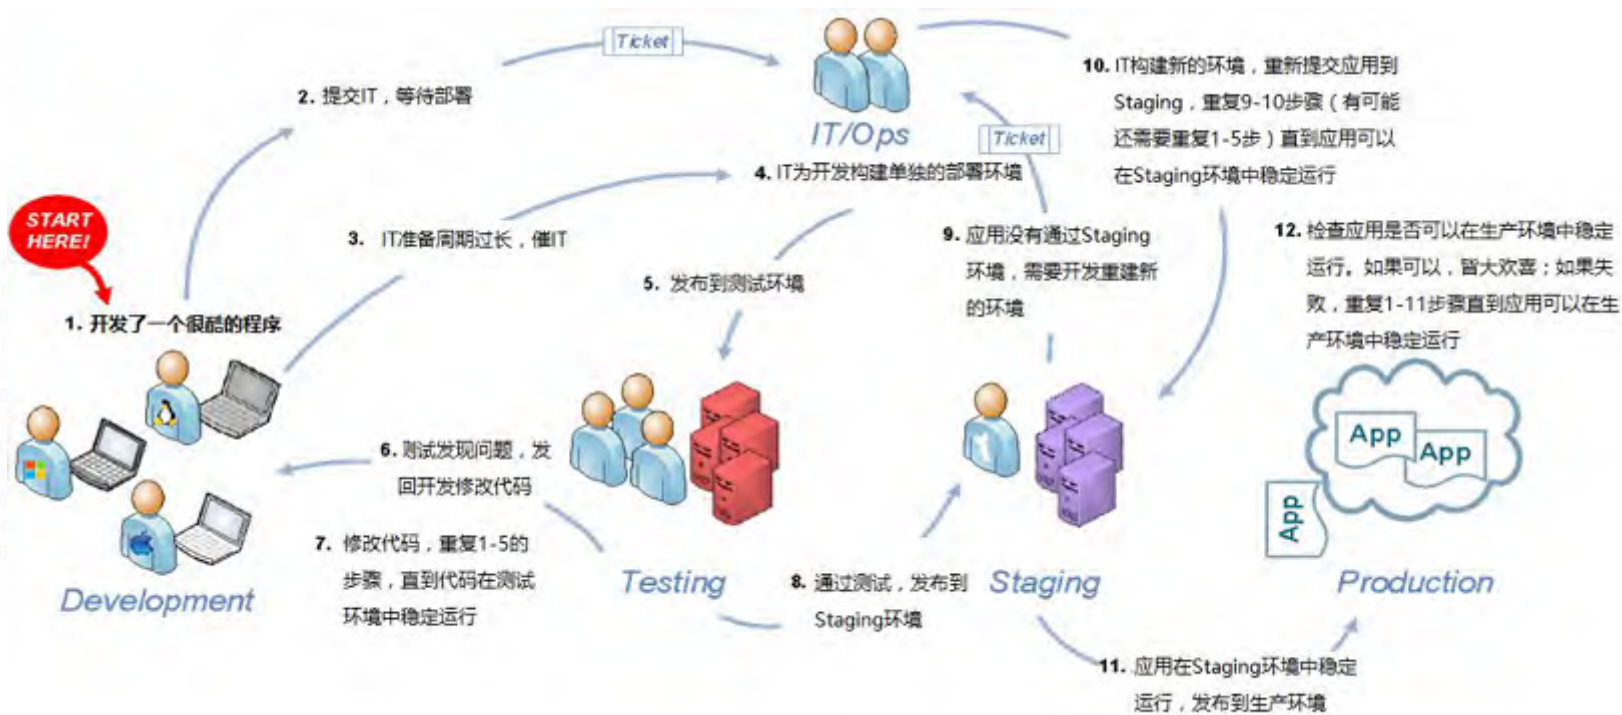 START
HERE!
1. 开发了一个很酷的程序
2. 提交IT，等待部署
Ticket
IT/Ops
3. IT准备周期过长，催IT
4. IT为开发构建单独的部署环境
5. 发布到测试环境
6. 测试发现问题，发
回开发修改代码
7. 修改代码，重复1-5的
步骤，直到代码在测试
环境中稳定运行
8. 通过测试，发布到
Staging环境
Ticket
9. 应用没有通过Staging
环境，需要开发重建新
的环境
10. IT构建新的环境，重新提交应用到
Staging，重复9-10步骤（有可能
还需要重复1-5步）直到应用可以
在Staging环境中稳定运行
11. 应用在Staging环境中稳定
运行，发布到生产环境
12. 检查应用是否可以在生产环境中稳定
运行。如果可以，皆大欢喜；如果失
败，重复1-11步骤直到应用可以在生
产环境中稳定运行
App
App
App
Development
Testing
Staging
Production